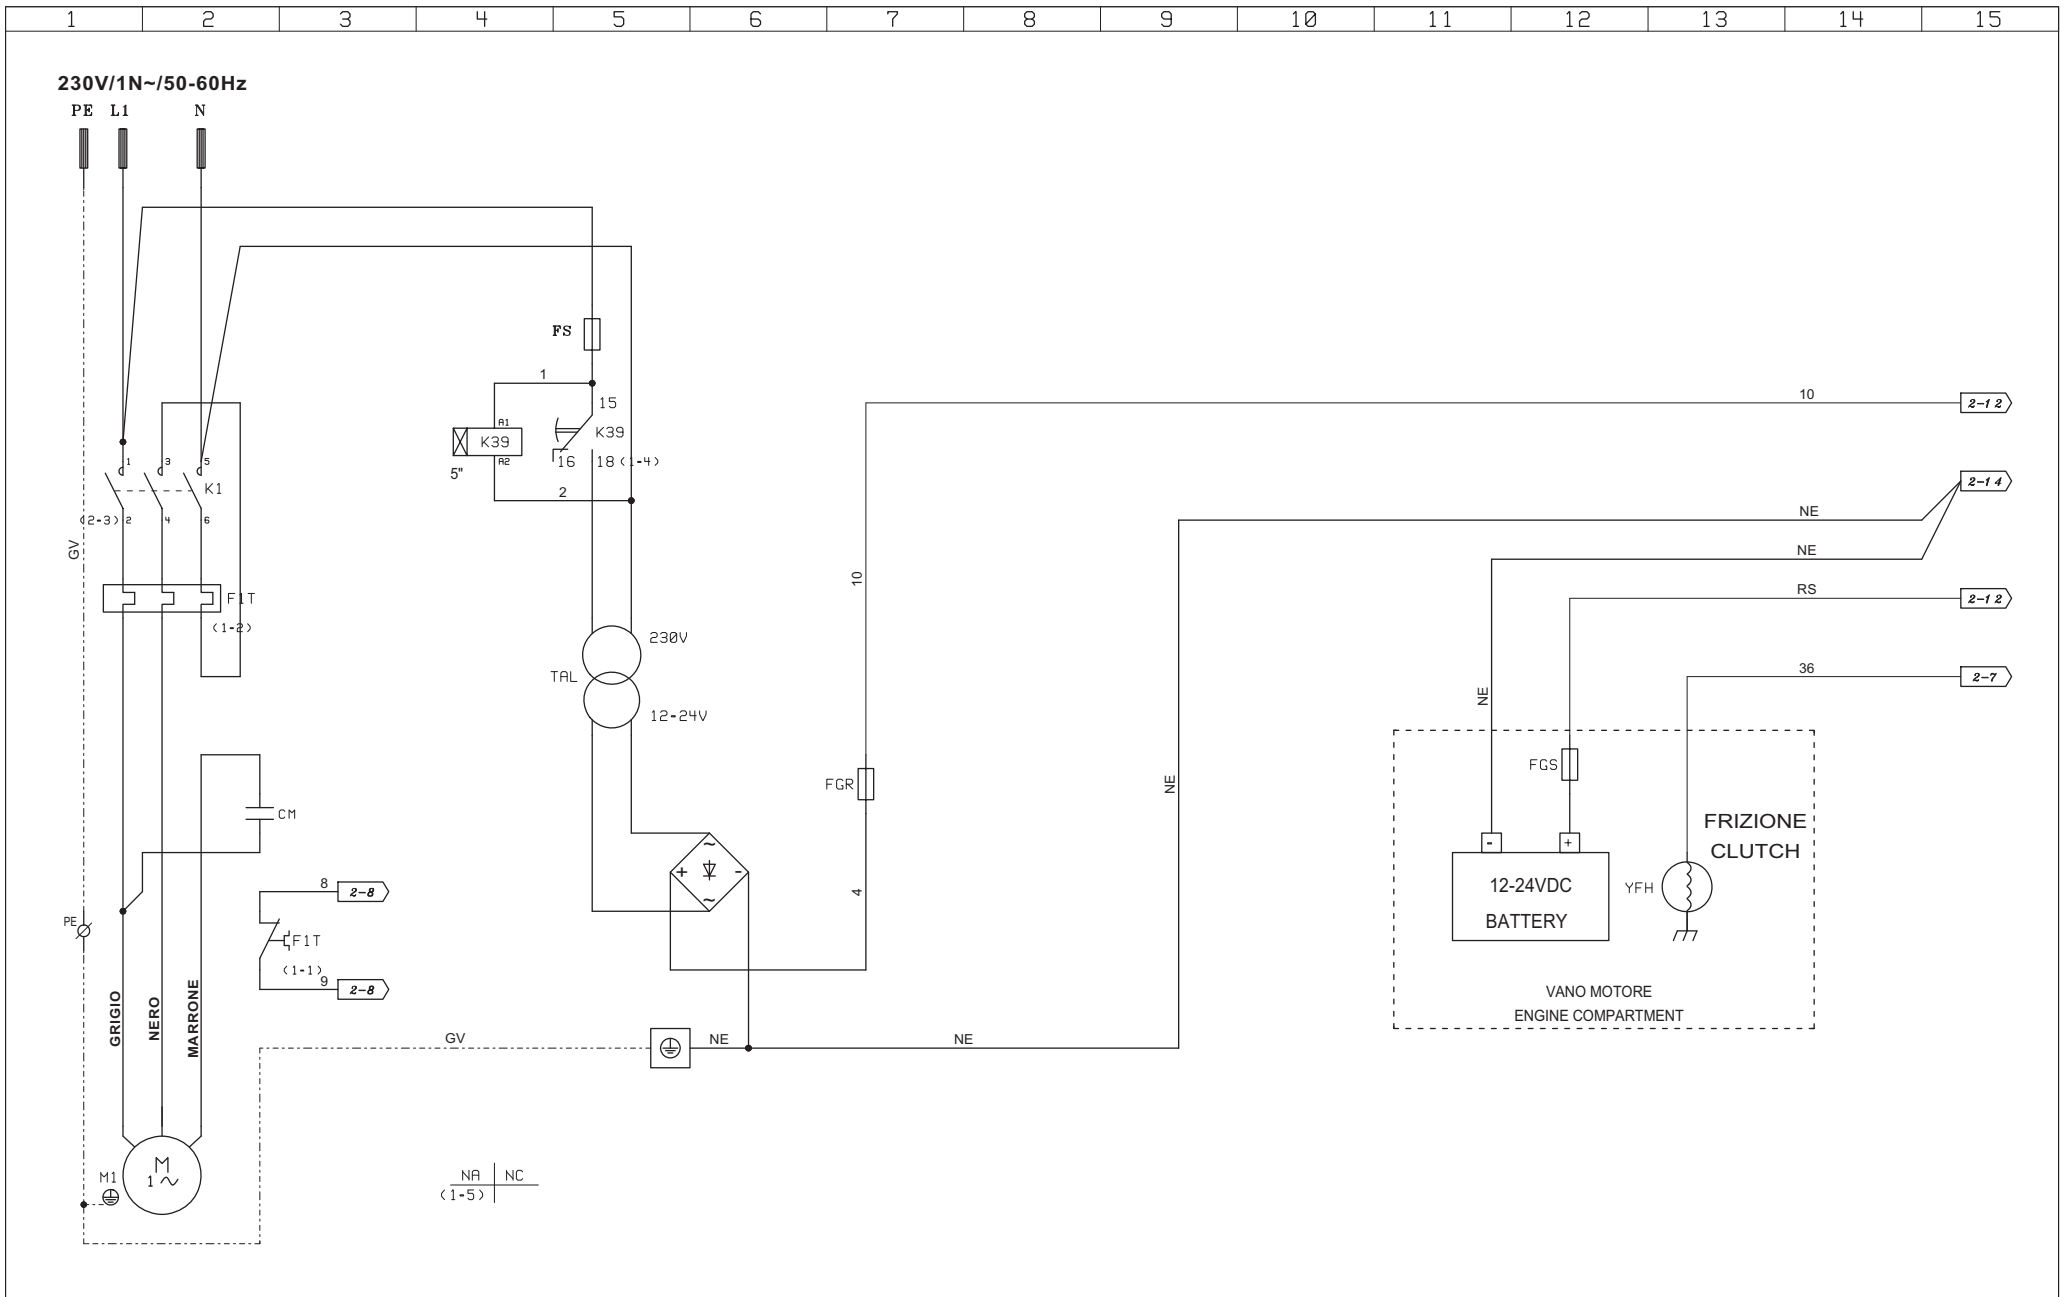 1 2 3 4 5 6 7 8 9 10 11 12 13 14 15
230V/1N~/50-60Hz
PE L1 N
FS
1
15
10
2-12
A1
K39
K39
A2
16 18 (1-4)
5"
2
1 3 5
K1
(2-3) 2 4 6
GV
2-14
NE
NE
10
F1T
(1-2)
RS
2-12
230V
TAL
12-24V
36
2-7
NE
NE
FGS
FGR
CM
FRIZIONE
CLUTCH
~
+ -
~
- +
12-24VDC
BATTERY
YFH
8 2-8
4
PE
F1T
(1-1)
9 2-8
GRIGIO
NERO
MARRONE
VANO MOTORE
ENGINE COMPARTMENT
GV
NE
NE
M1
M
1~
NA NC
(1-5)